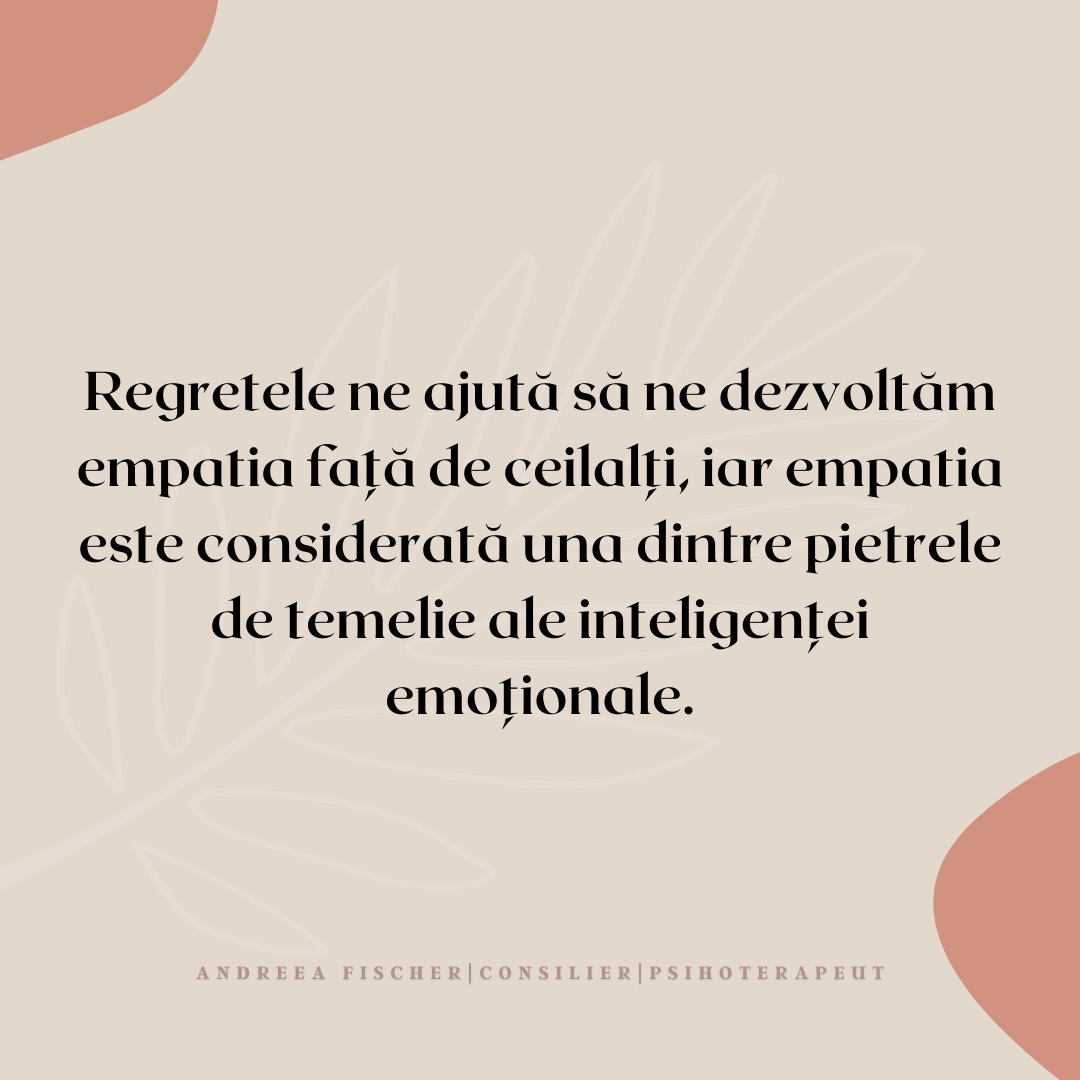 Regretele ne ajută să ne dezvoltăm
empatia față de ceilalți, iar empatia
este considerată una dintre pietrele
de temelie ale inteligenței
emoționale.
ANDREEA FISCHER|CONSILIER|PSIHOTERAPEUT